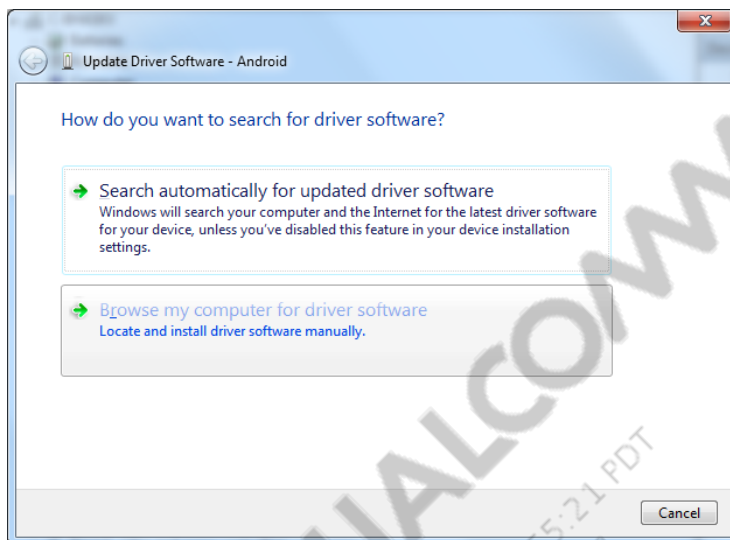 Update Driver Software - Android
How do you want to search for driver software?
Search automatically for updated driver software
Windows will search your computer and the Internet for the latest driver software
for your device, unless you've disabled this feature in your device installation
settings.
Browse my computer for driver software
Locate and install driver software manually.
Cancel